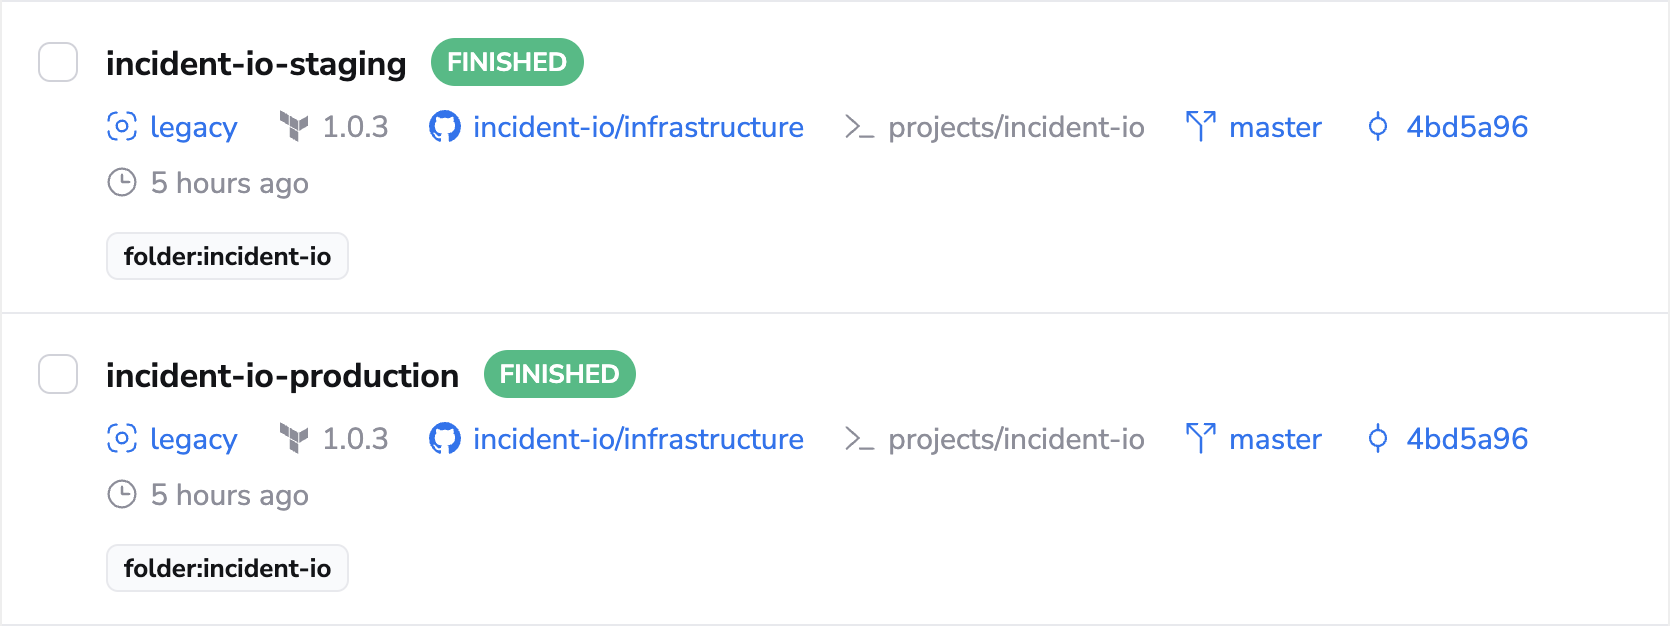 incident-io-staging FINISHED
legacy 1.0.3 incident-io/infrastructure projects/incident-io master 4bd5a96
5 hours ago
folder:incident-io
incident-io-production FINISHED
legacy 1.0.3 incident-io/infrastructure projects/incident-io master 4bd5a96
5 hours ago
folder:incident-io